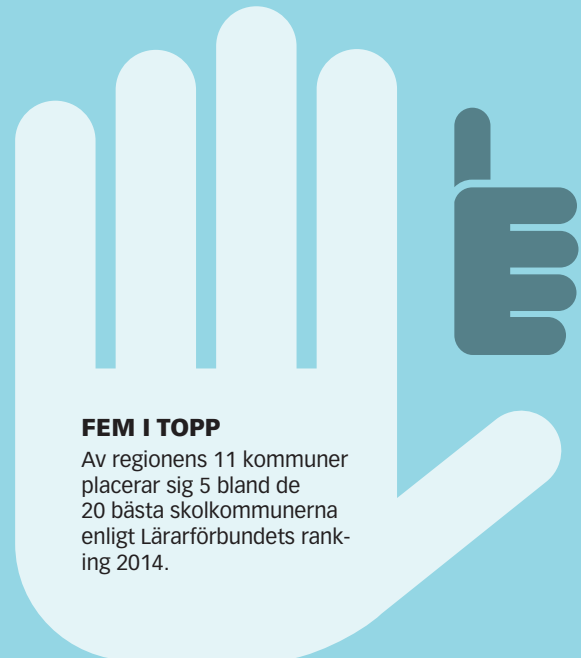 FEM I TOPP
Av regionens 11 kommuner
placerar sig 5 bland de
20 bästa skolkommunerna
enligt Lärarförbundets rank-
ing 2014.